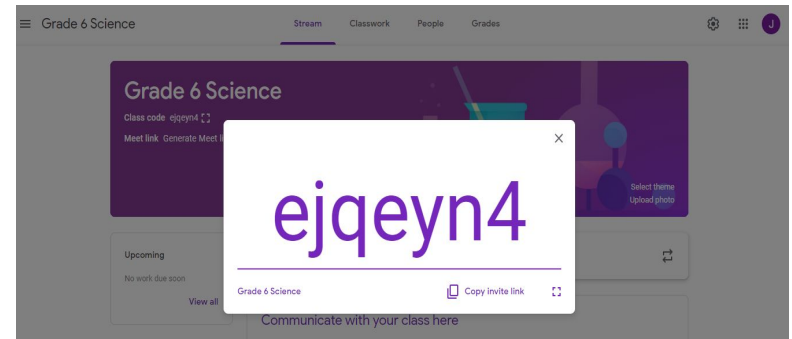 Grade 6 Science
Stream Classwork People Grades
J
Grade 6 Science
Class code ejqeyn4
Meet link Generate Meet
Select theme
Upload photo
ejqeyn4
Grade 6 Science
Copy invite link
Upcoming
No work due soon
View all
Communicate with your class here